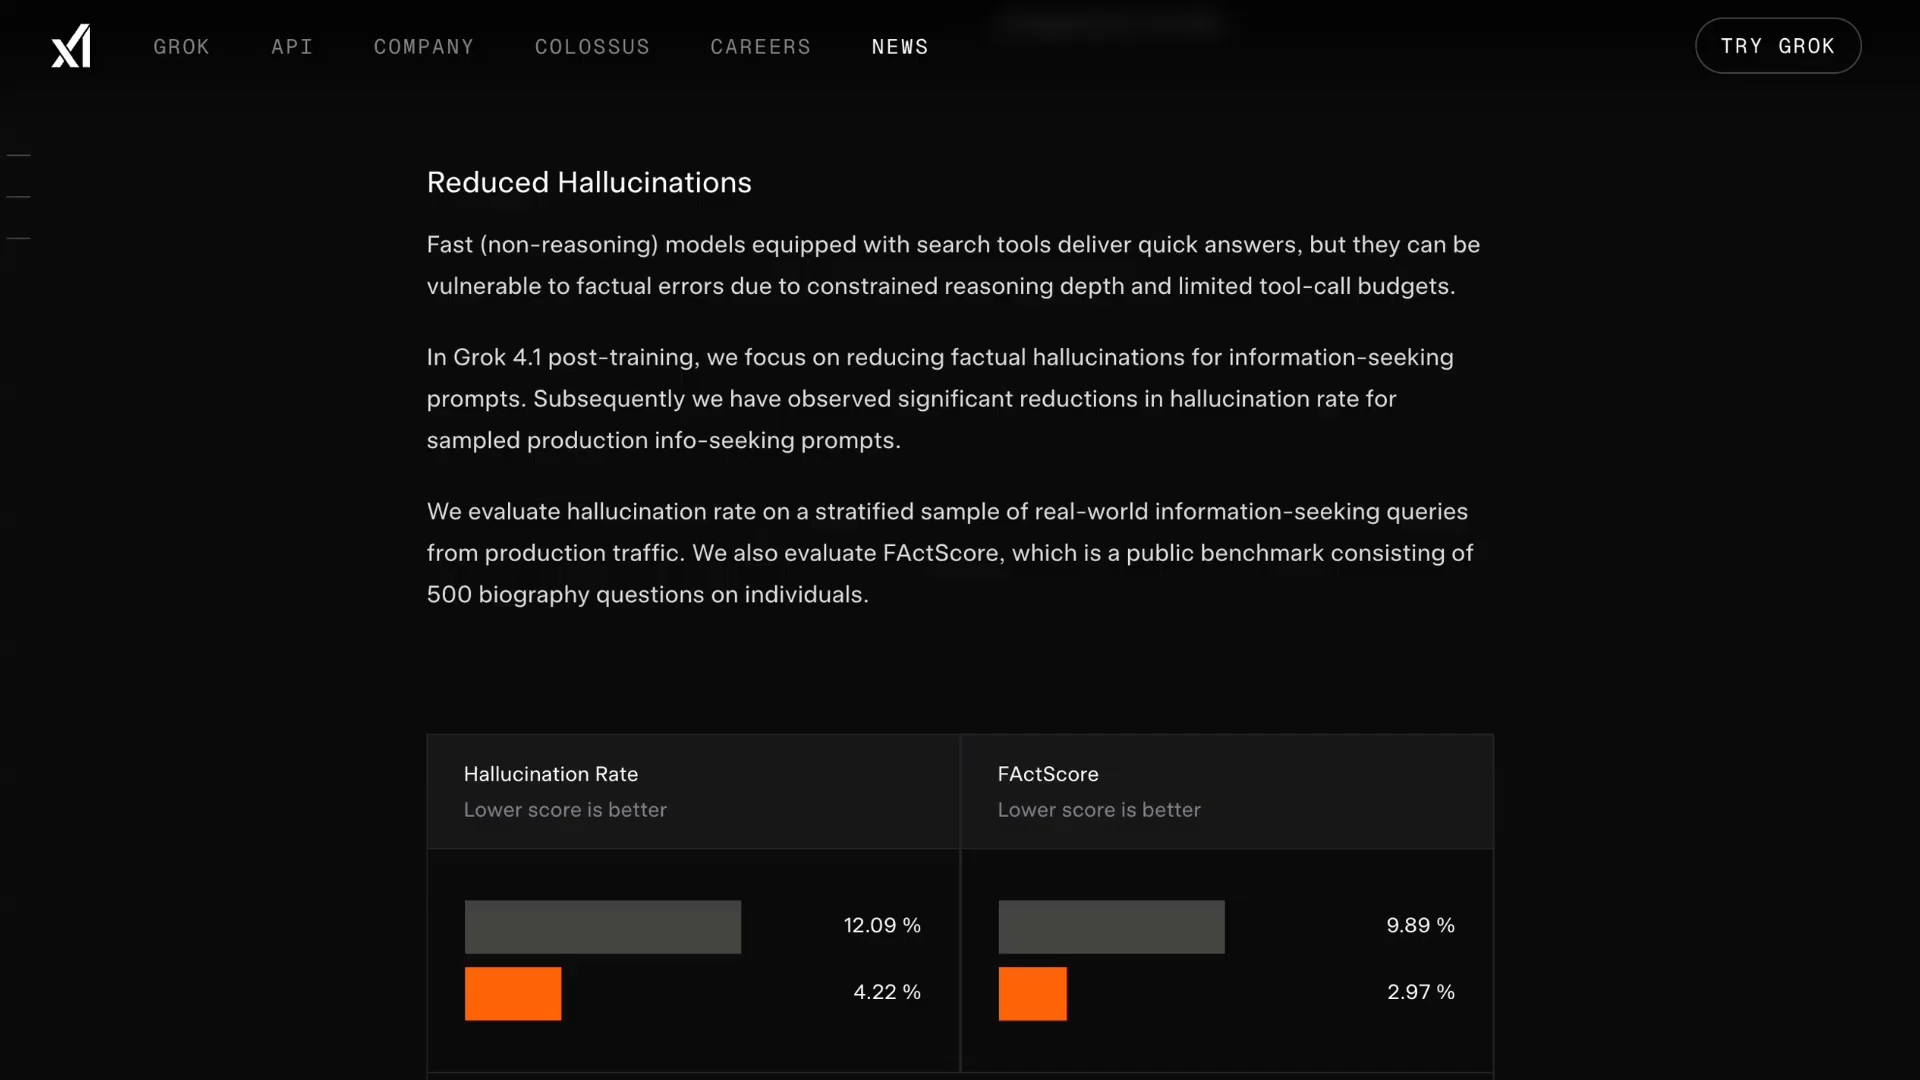 GROK API COMPANY COLOSSUS CAREERS NEWS TRY GROK
Reduced Hallucinations
Fast (non-reasoning) models equipped with search tools deliver quick answers, but they can be
vulnerable to factual errors due to constrained reasoning depth and limited tool-call budgets.
In Grok 4.1 post-training, we focus on reducing factual hallucinations for information-seeking
prompts. Subsequently we have observed significant reductions in hallucination rate for
sampled production info-seeking prompts.
We evaluate hallucination rate on a stratified sample of real-world information-seeking queries
from production traffic. We also evaluate FActScore, which is a public benchmark consisting of
500 biography questions on individuals.
Hallucination Rate
Lower score is better
12.09 %
4.22 %
FActScore
Lower score is better
9.89 %
2.97 %